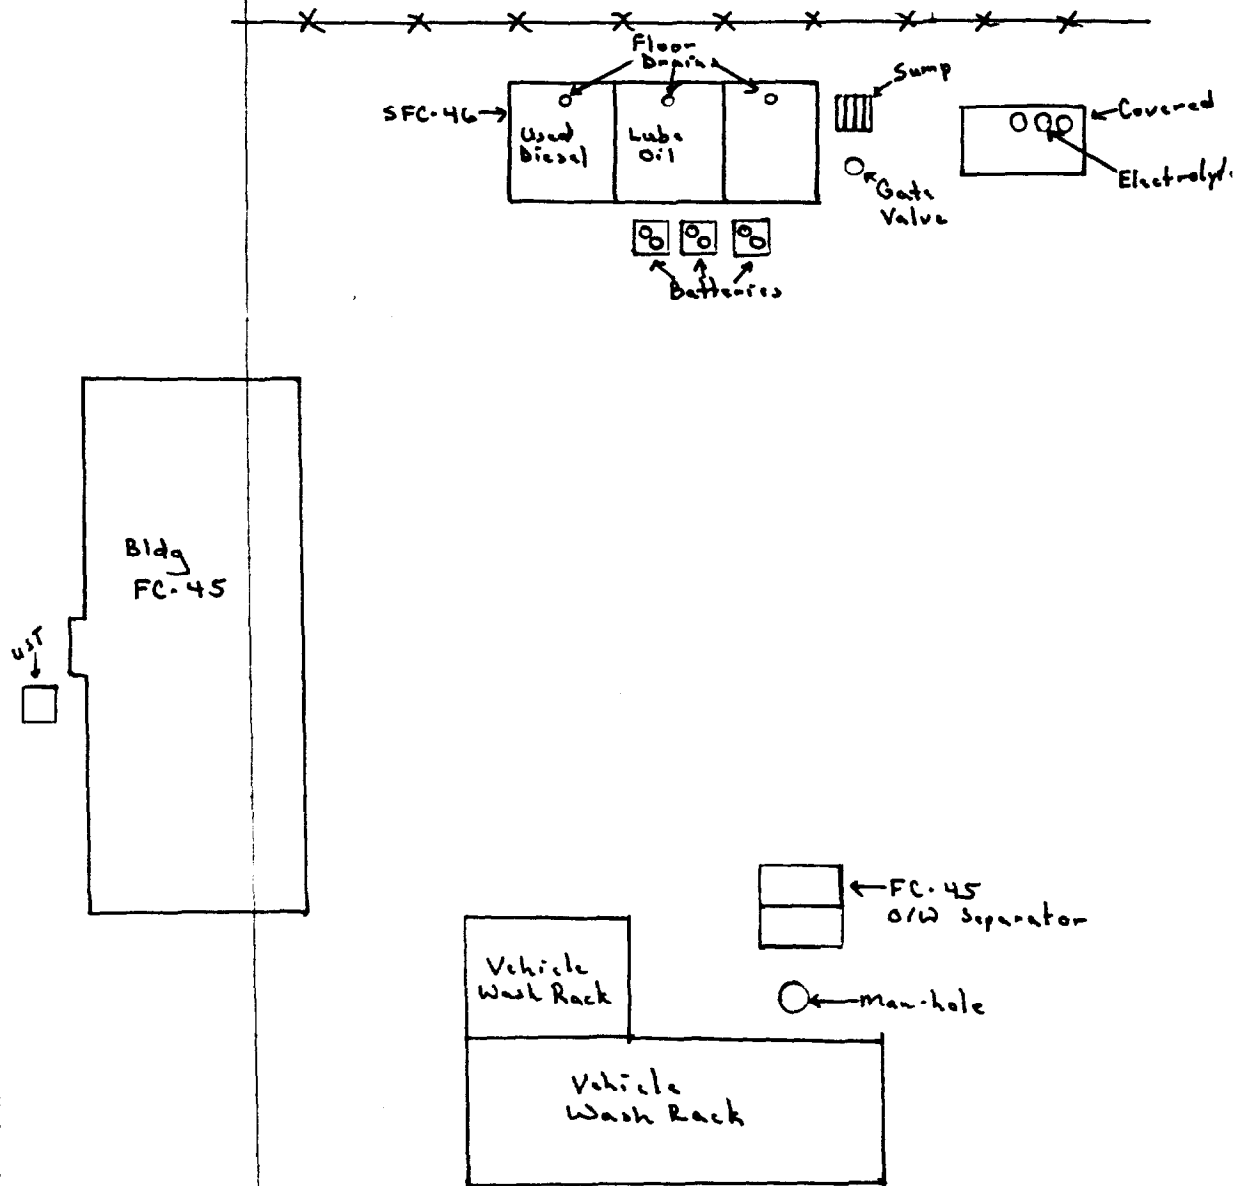 Floor
Drains
Sump
SFC-46
Covered
Used
Diesel
Lube
Oil
Electrolyte
Gate
Valve
Batteries
Bldg
FC-45
UST
FC-45
O/W Separator
Vehicle
Wash Rack
Man-hole
Vehicle
Wash Rack